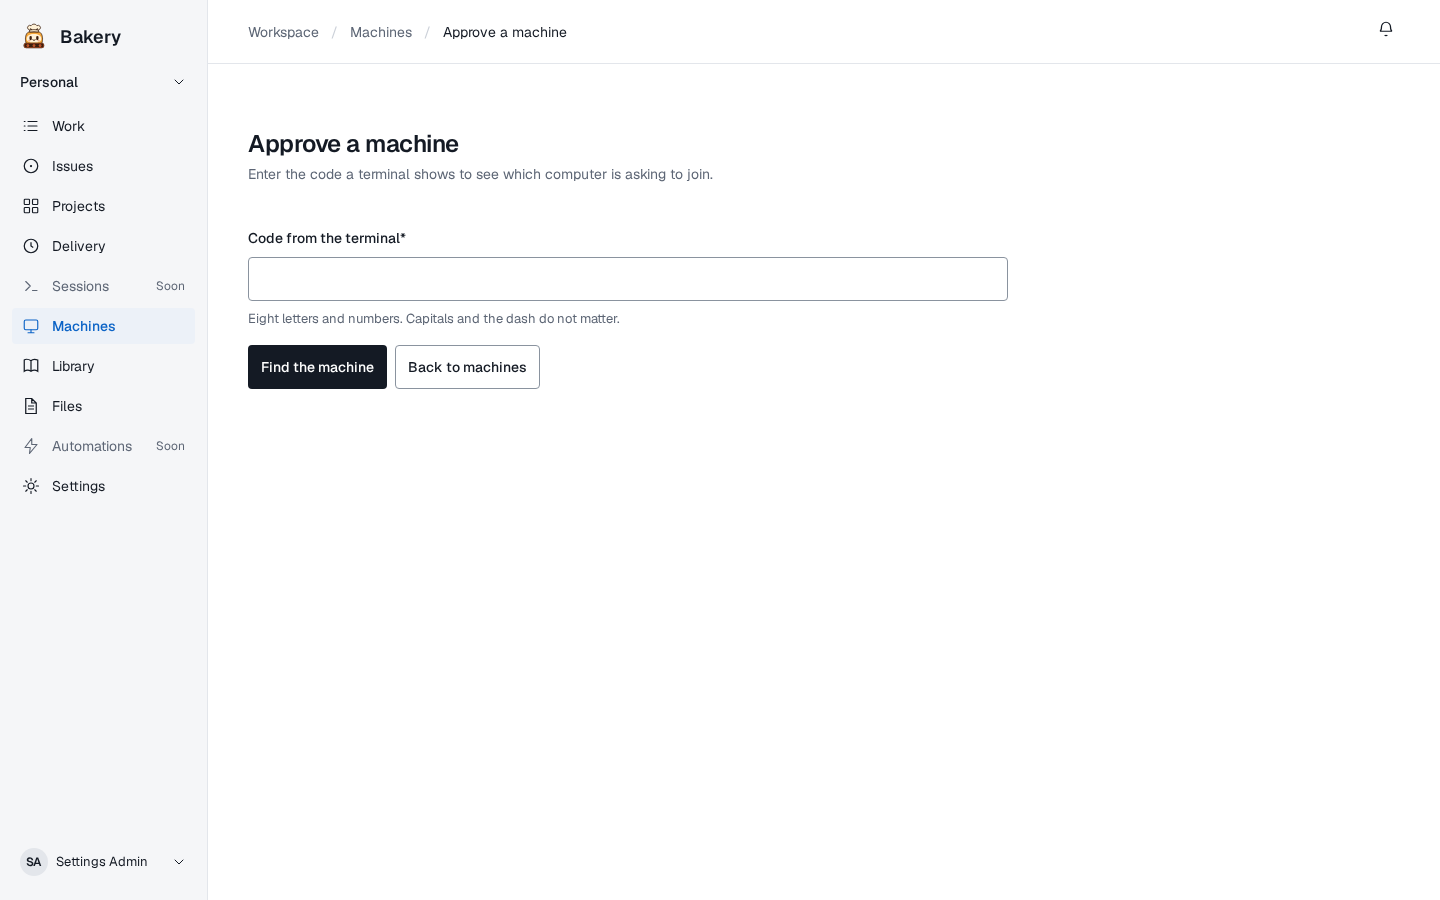 Bakery
Personal
Work
Issues
Projects
Delivery
Sessions Soon
Machines
Library
Files
Automations Soon
Settings
SA Settings Admin
Workspace / Machines / Approve a machine
Approve a machine
Enter the code a terminal shows to see which computer is asking to join.
Code from the terminal*
Eight letters and numbers. Capitals and the dash do not matter.
Find the machine Back to machines